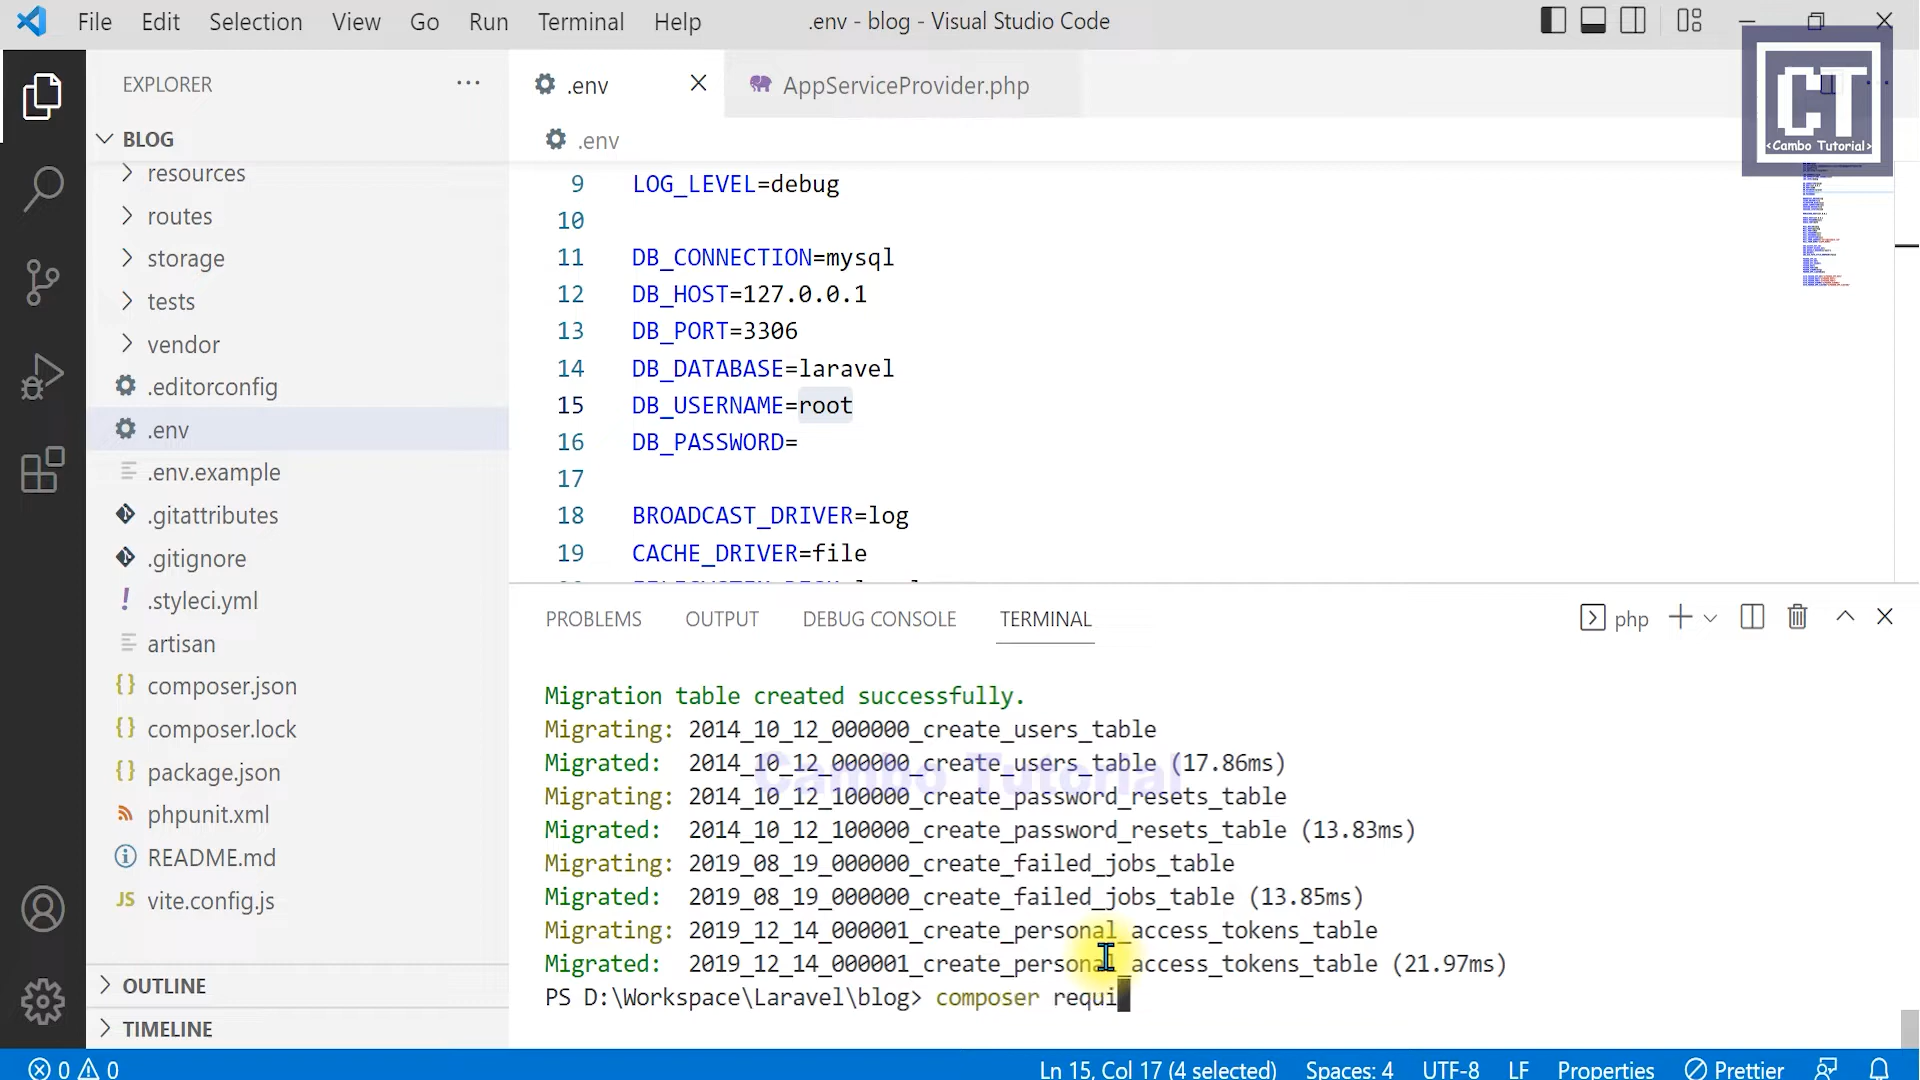 File Edit Selection View Go Run Terminal Help .env - blog - Visual Studio Code
EXPLORER
BLOG
resources
routes
storage
tests
vendor
.editorconfig
.env
.env.example
.gitattributes
.gitignore
.styleci.yml
artisan
composer.json
composer.lock
package.json
phpunit.xml
README.md
JS vite.config.js
OUTLINE
TIMELINE
.env AppServiceProvider.php
CT
<Cambo Tutorial>
.env
9 LOG_LEVEL=debug
10
11 DB_CONNECTION=mysql
12 DB_HOST=127.0.0.1
13 DB_PORT=3306
14 DB_DATABASE=laravel
15 DB_USERNAME=root
16 DB_PASSWORD=
17
18 BROADCAST_DRIVER=log
19 CACHE_DRIVER=file
PROBLEMS OUTPUT DEBUG CONSOLE TERMINAL php
Migration table created successfully.
Migrating: 2014_10_12_000000_create_users_table
Migrated: 2014_10_12_000000_create_users_table (17.86ms)
Cambo Tutorial
Migrating: 2014_10_12_100000_create_password_resets_table
Migrated: 2014_10_12_100000_create_password_resets_table (13.83ms)
Migrating: 2019_08_19_000000_create_failed_jobs_table
Migrated: 2019_08_19_000000_create_failed_jobs_table (13.85ms)
Migrating: 2019_12_14_000001_create_personal_access_tokens_table
Migrated: 2019_12_14_000001_create_personal_access_tokens_table (21.97ms)
PS D:\Workspace\Laravel\blog> composer requi
0 0 Ln 15, Col 17 (4 selected) Spaces: 4 UTF-8 LF Properties Prettier